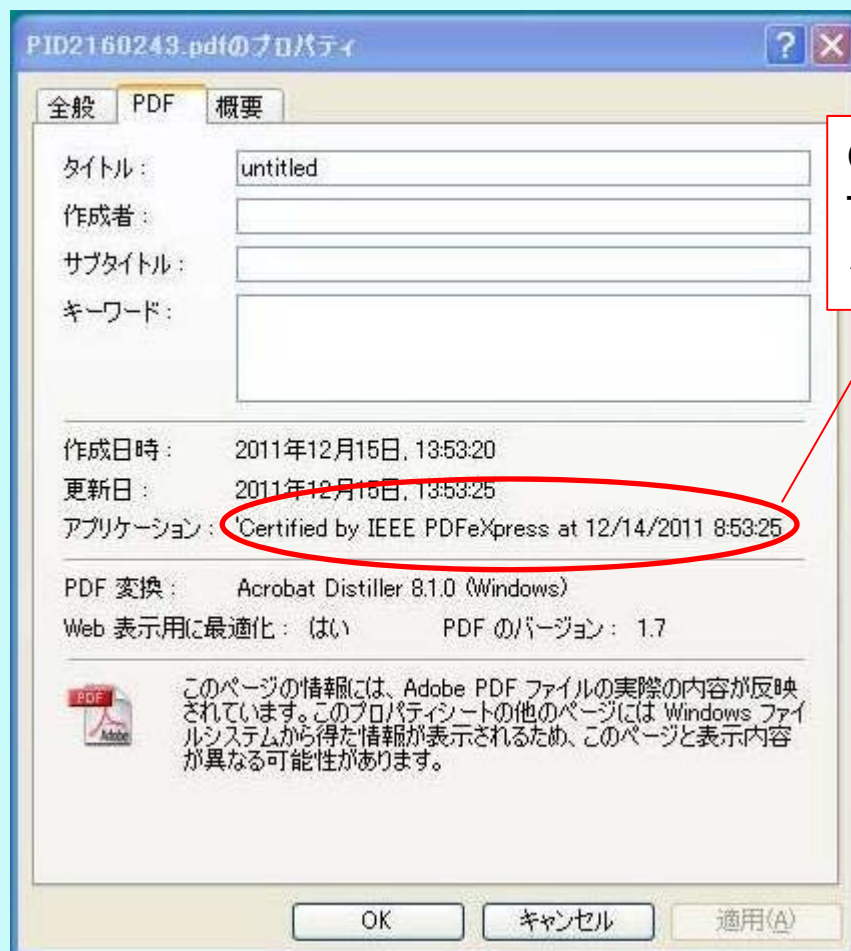 PID2160243.pdfのプロパティ
全般 PDF 概要
タイトル: untitled
作成者:
サブタイトル:
キーワード:
作成日時: 2011年12月15日, 13:53:20
更新日: 2011年12月15日, 13:53:25
アプリケーション: 'Certified by IEEE PDFeXpress at 12/14/2011 8:53:25
PDF 変換: Acrobat Distiller 8.1.0 (Windows)
Web 表示用に最適化: はい PDF のバージョン: 1.7
PDF
Adobe
このページの情報には、Adobe PDF ファイルの実際の内容が反映
されています。このプロパティシートの他のページには Windows ファイ
ルシステムから得た情報が表示されるため、このページと表示内容
が異なる可能性があります。
OK キャンセル 適用(A)